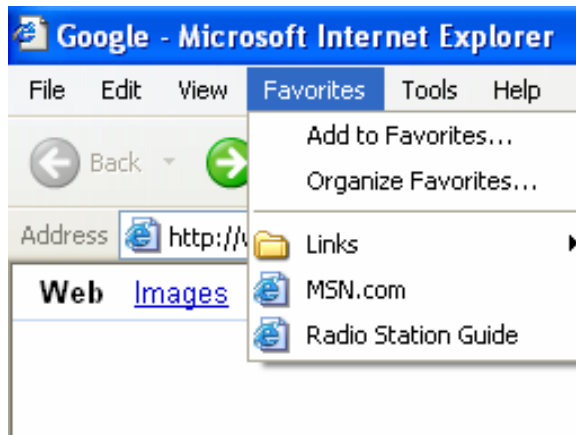 Google - Microsoft Internet Explorer
File Edit View Favorites Tools Help
Add to Favorites...
Back
Organize Favorites...
Address http://
Links
Web Images
MSN.com
Radio Station Guide